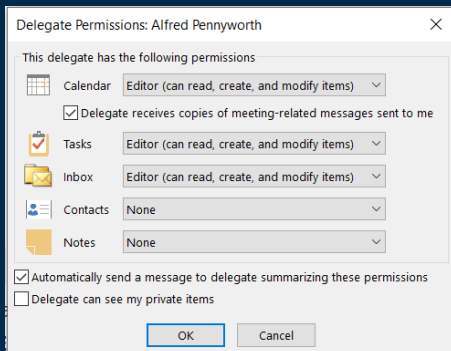 Delegate Permissions: Alfred Pennyworth
This delegate has the following permissions
Calendar Editor (can read, create, and modify items)
Delegate receives copies of meeting-related messages sent to me
Tasks Editor (can read, create, and modify items)
Inbox Editor (can read, create, and modify items)
Contacts None
Notes None
Automatically send a message to delegate summarizing these permissions
Delegate can see my private items
OK Cancel